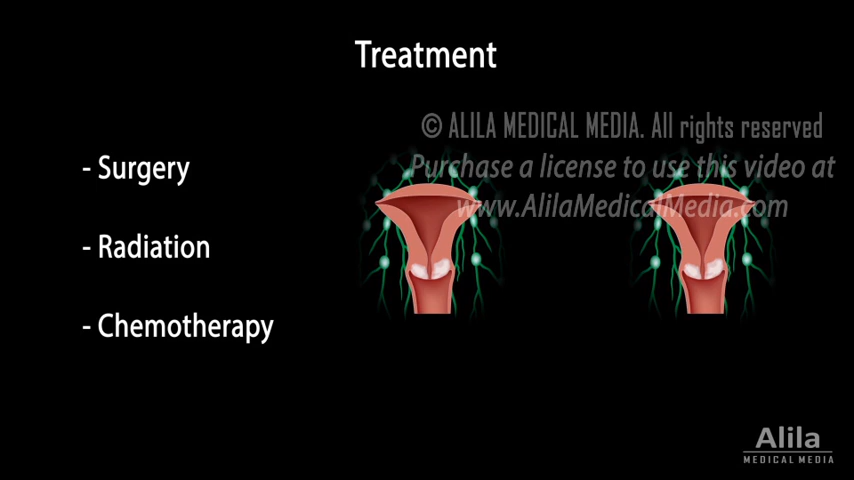 Treatment
© ALILA MEDICAL MEDIA. All rights reserved
Purchase a license to use this video at
www.AlilaMedicalMedia.com
- Surgery
- Radiation
- Chemotherapy
Alila
MEDICAL MEDIA